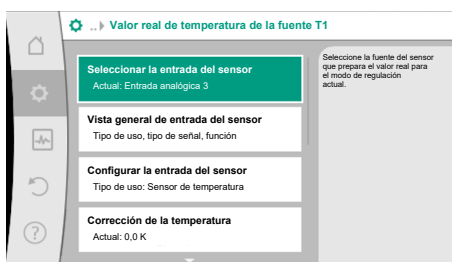 ..▸ Valor real de temperatura de la fuente T1
Seleccionar la entrada del sensor
Actual: Entrada analógica 3
Vista general de entrada del sensor
Tipo de uso, tipo de señal, función
Configurar la entrada del sensor
Tipo de uso: Sensor de temperatura
Corrección de la temperatura
Actual: 0,0 K
Seleccione la fuente del sensor
que prepara el valor real para
el modo de regulación
actual.